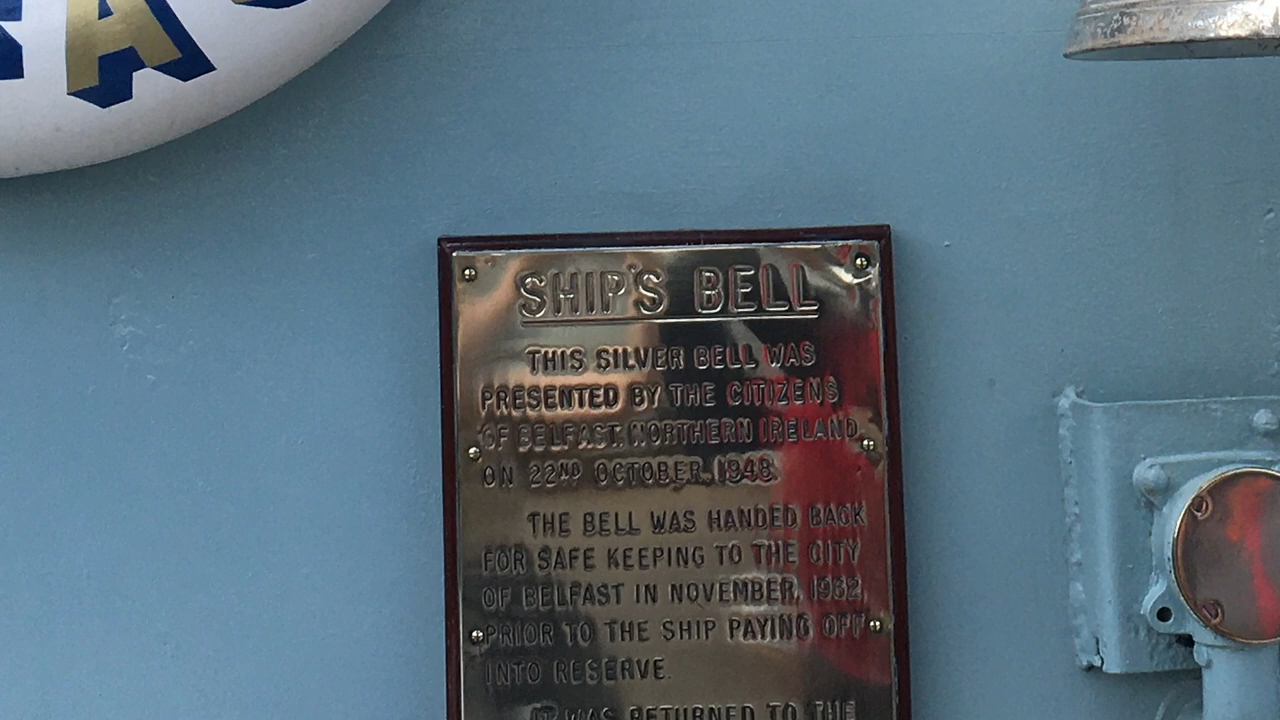 FA
SHIP'S BELL
THIS SILVER BELL WAS
PRESENTED BY THE CITIZENS
OF BELFAST, NORTHERN IRELAND,
ON 22ND OCTOBER, 1948.
THE BELL WAS HANDED BACK
FOR SAFE KEEPING TO THE CITY
OF BELFAST IN NOVEMBER, 1962,
PRIOR TO THE SHIP PAYING OFF
INTO RESERVE.
IT WAS RETURNED TO THE